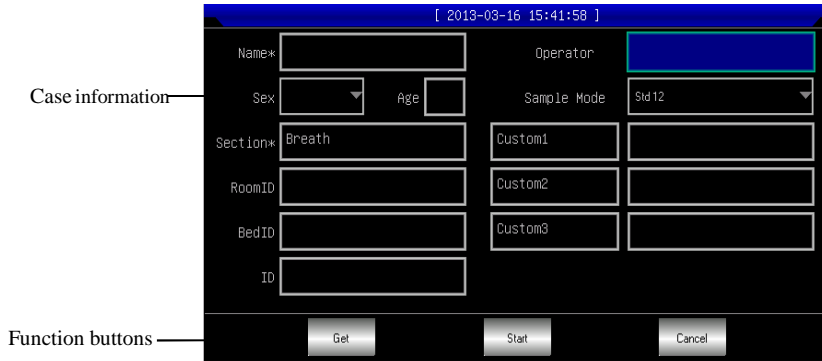 [ 2013-03-16 15:41:58 ]
Name* Operator
Case information
Sex Age Sample Mode Std 12
Section* Breath Custom1
RoomID Custom2
BedID Custom3
ID
Function buttons
Get Start Cancel